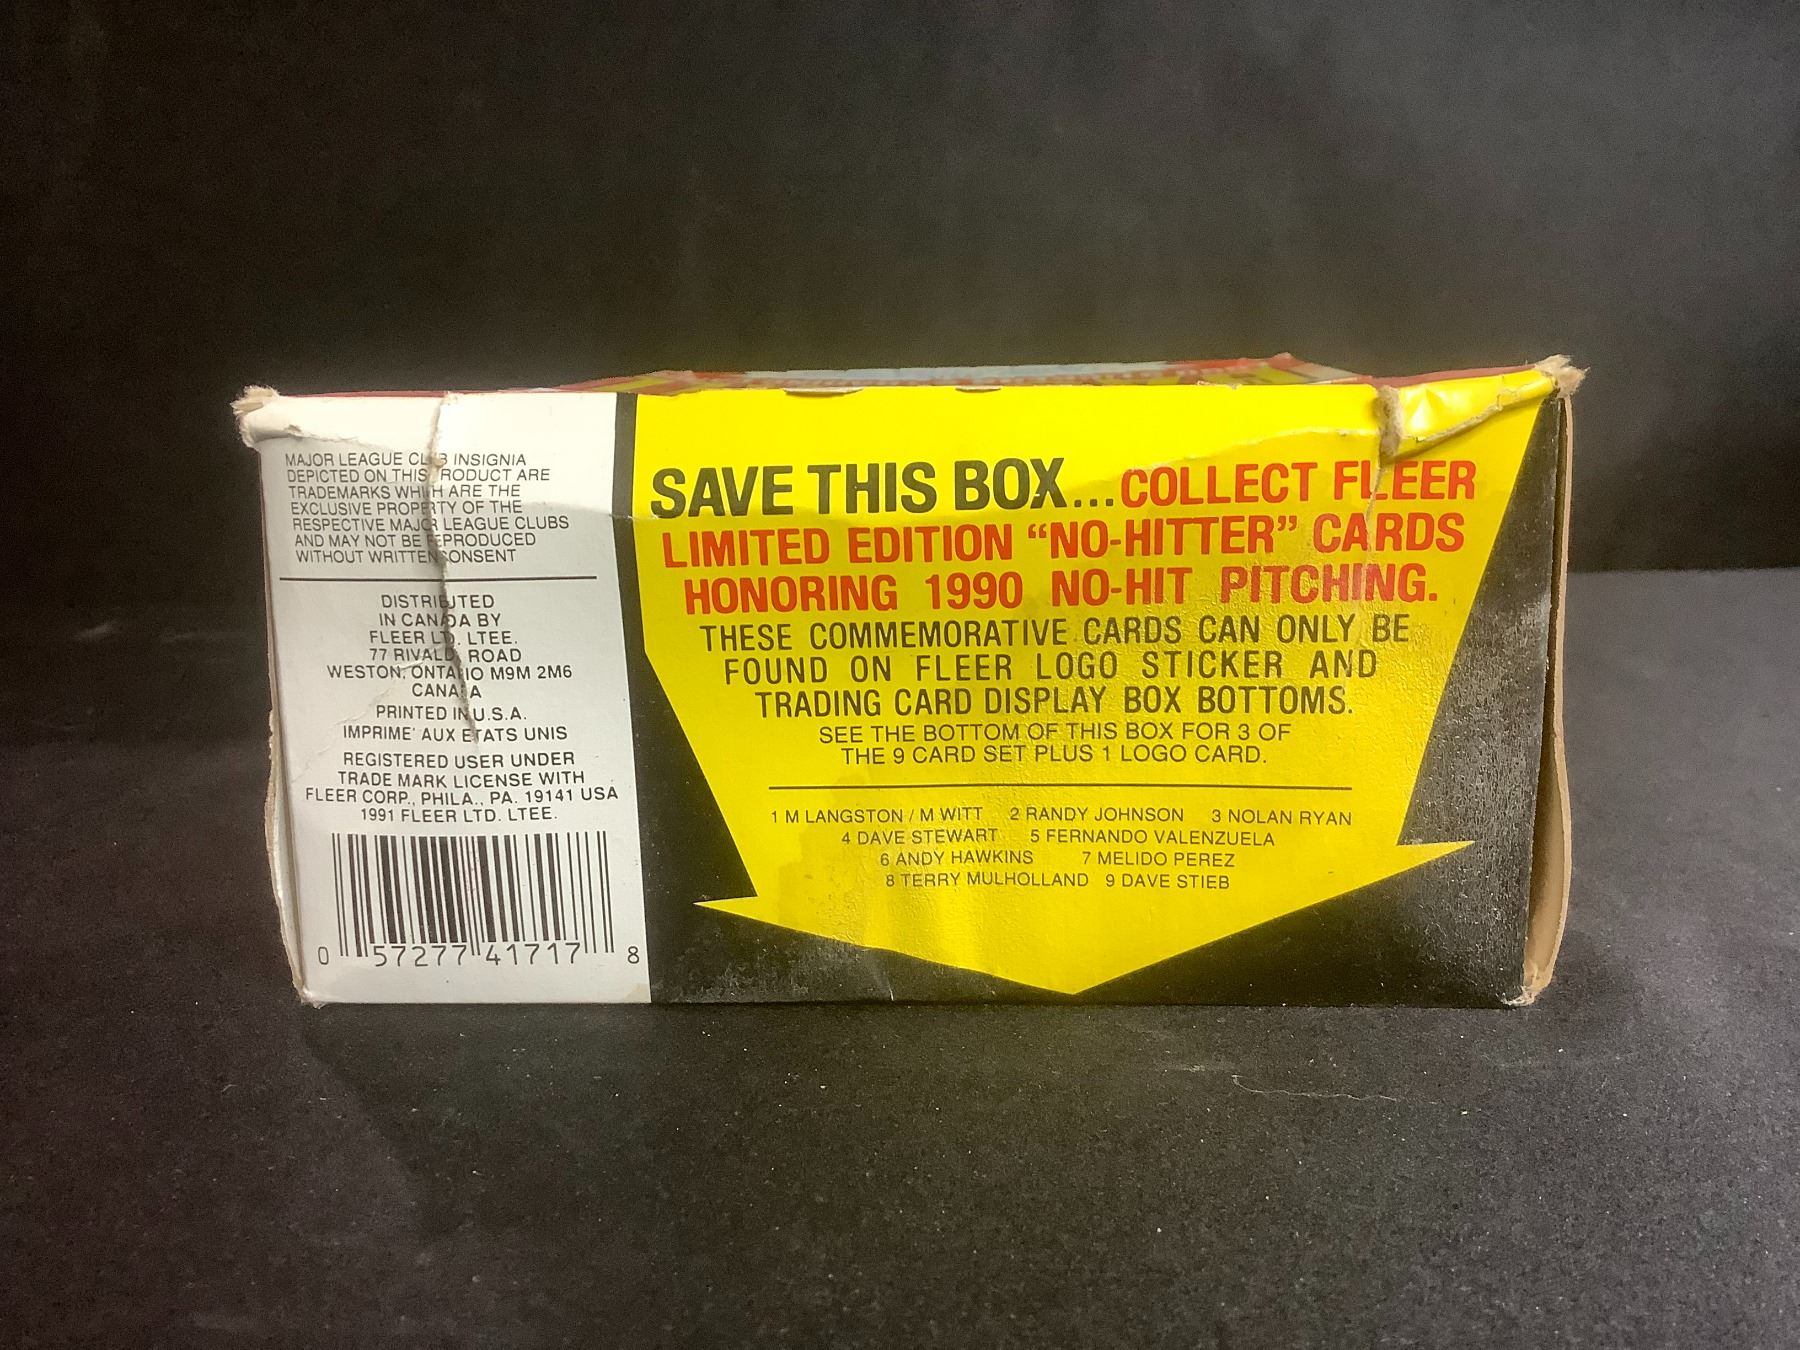 MAJOR LEAGUE CLUB INSIGNIA
DEPICTED ON THIS PRODUCT ARE
TRADEMARKS WHICH ARE THE
EXCLUSIVE PROPERTY OF THE
RESPECTIVE MAJOR LEAGUE CLUBS
AND MAY NOT BE REPRODUCED
WITHOUT WRITTEN CONSENT
DISTRIBUTED
IN CANADA BY
FLEER LTD. LTEE.
77 RIVALDA ROAD
WESTON, ONTARIO M9M 2M6
CANADA
PRINTED IN U.S.A.
IMPRIME' AUX ETATS UNIS
REGISTERED USER UNDER
TRADE MARK LICENSE WITH
FLEER CORP., PHILA., PA. 19141 USA
1991 FLEER LTD. LTEE.
0 57277 41717 8
SAVE THIS BOX...COLLECT FLEER
LIMITED EDITION “NO-HITTER” CARDS
HONORING 1990 NO-HIT PITCHING.
THESE COMMEMORATIVE CARDS CAN ONLY BE
FOUND ON FLEER LOGO STICKER AND
TRADING CARD DISPLAY BOX BOTTOMS.
SEE THE BOTTOM OF THIS BOX FOR 3 OF
THE 9 CARD SET PLUS 1 LOGO CARD.
1 M LANGSTON / M WITT 2 RANDY JOHNSON 3 NOLAN RYAN
4 DAVE STEWART 5 FERNANDO VALENZUELA
6 ANDY HAWKINS 7 MELIDO PEREZ
8 TERRY MULHOLLAND 9 DAVE STIEB